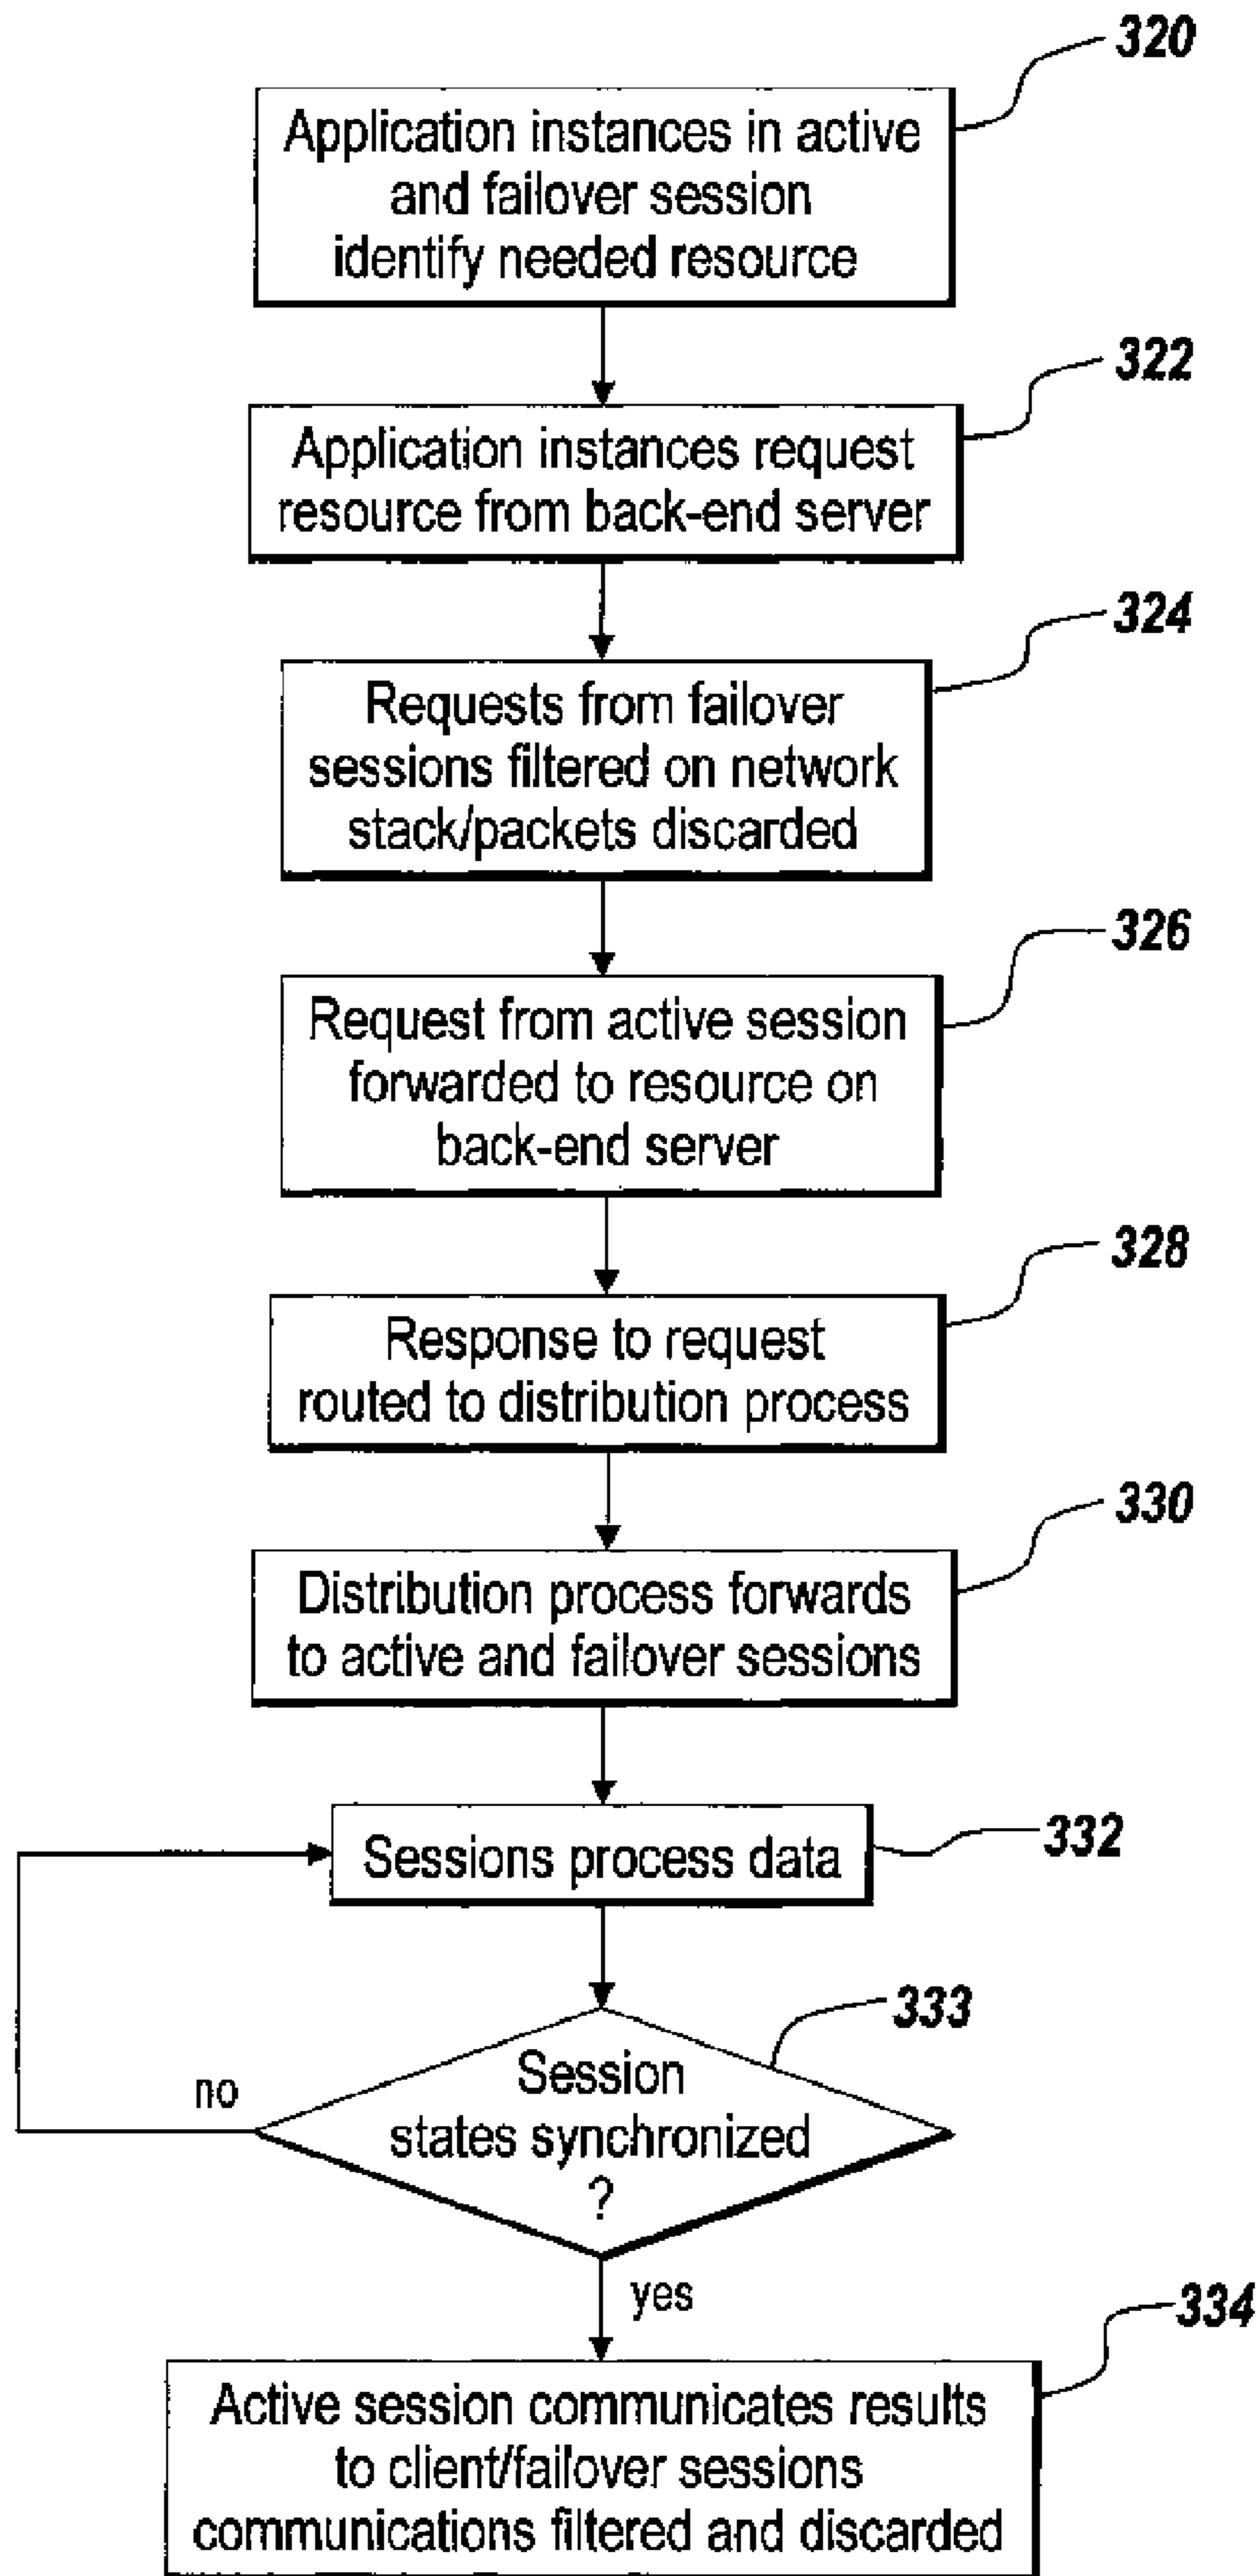 320
Application instances in active
and failover session
identify needed resource
322
Application instances request
resource from back-end server
324
Requests from failover
sessions filtered on network
stack/packets discarded
326
Request from active session
forwarded to resource on
back-end server
328
Response to request
routed to distribution process
330
Distribution process forwards
to active and failover sessions
332
Sessions process data
333
Session
states synchronized
?
no
yes
334
Active session communicates results
to client/failover sessions
communications filtered and discarded